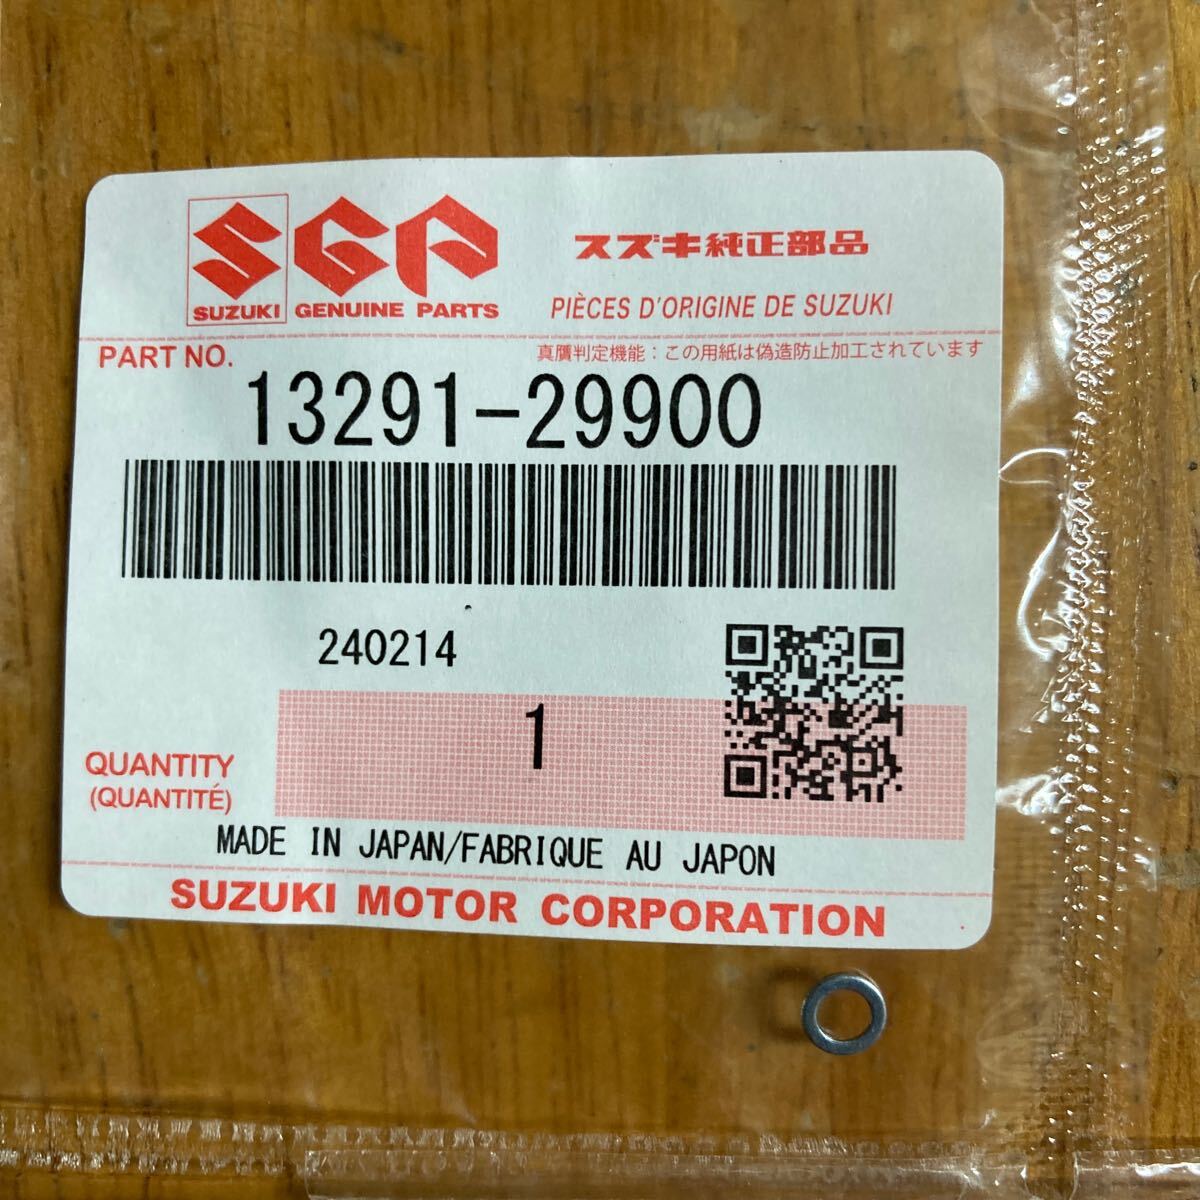 SGP
スズキ純正部品
SUZUKI GENUINE PARTS
PIÈCES D'ORIGINE DE SUZUKI
PART NO.
真贋判定機能：この用紙は偽造防止加工されています
13291-29900
240214
1
QUANTITY
(QUANTITÉ)
MADE IN JAPAN/FABRIQUE AU JAPON
SUZUKI MOTOR CORPORATION